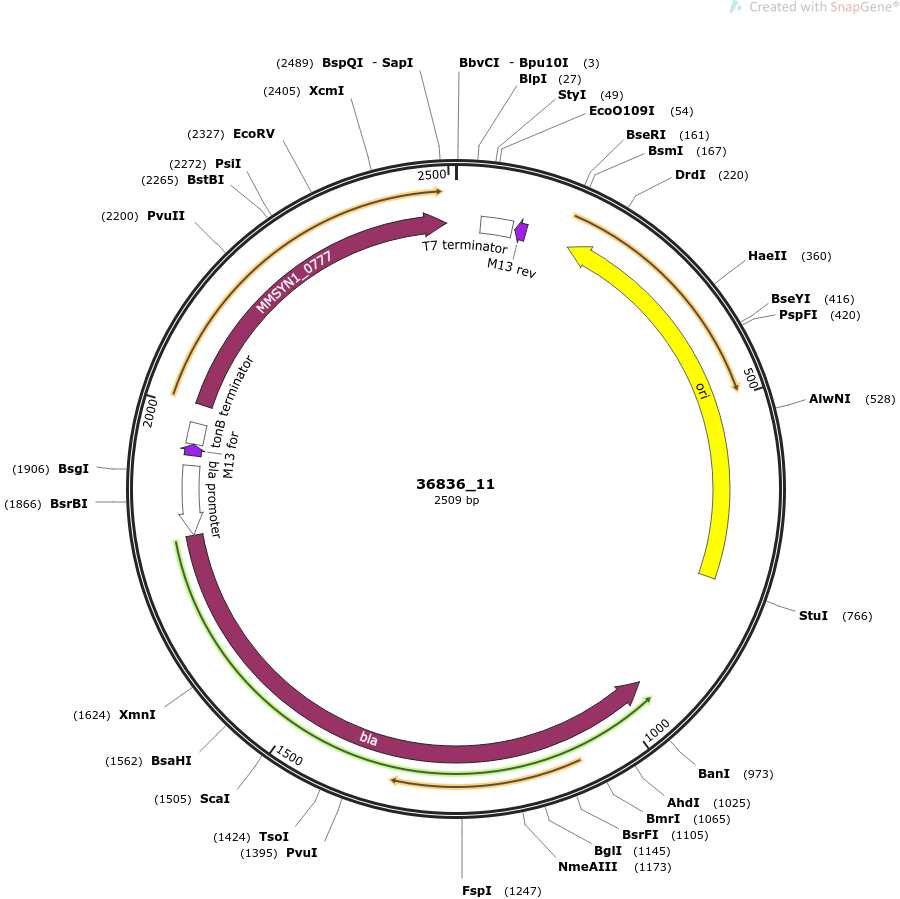 Created with SnapGene®
(2489) BspQI - SapI
BbvCI - Bpu10I (3)
(2405) XcmI
BlpI (27)
StyI (49)
EcoO109I (54)
(2327) EcoRV
BseRI (161)
BsmI (167)
(2272) PsiI
(2265) BstBI
DrdI (220)
(2200) PvuII
HaeII (360)
BseYI (416)
PspFI (420)
AlwNI (528)
(1906) BsgI
(1866) BsrBI
StuI (766)
(1624) XmnI
(1562) BsaHI
(1505) ScaI
(1424) TsoI
(1395) PvuI
BanI (973)
AhdI (1025)
BmrI (1065)
BsrFI (1105)
BglI (1145)
NmeAIII (1173)
FspI (1247)
2500
500
1000
1500
2000
T7 terminator
M13 rev
MMSYN1_0777
tonB terminator
M13 for
bla promoter
ori
bla
36836_11
2509 bp